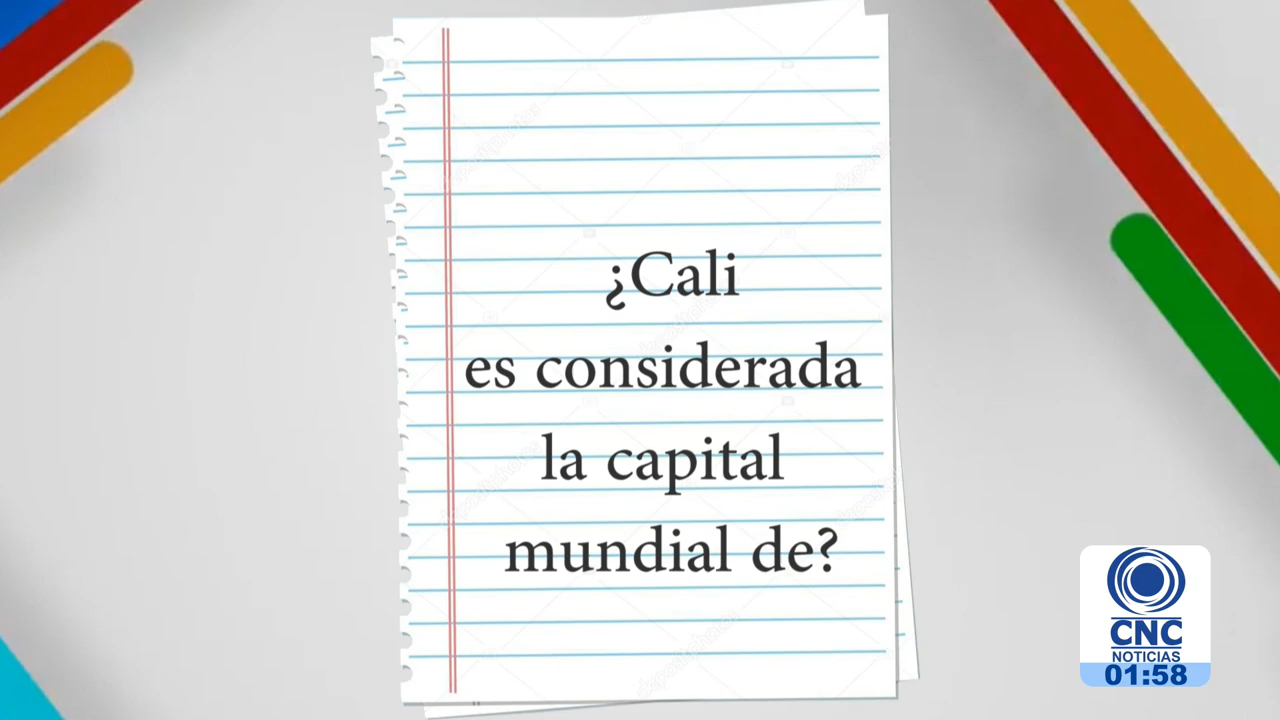 ¿Cali
es considerada
la capital
mundial de?
CNC
NOTICIAS
01:58